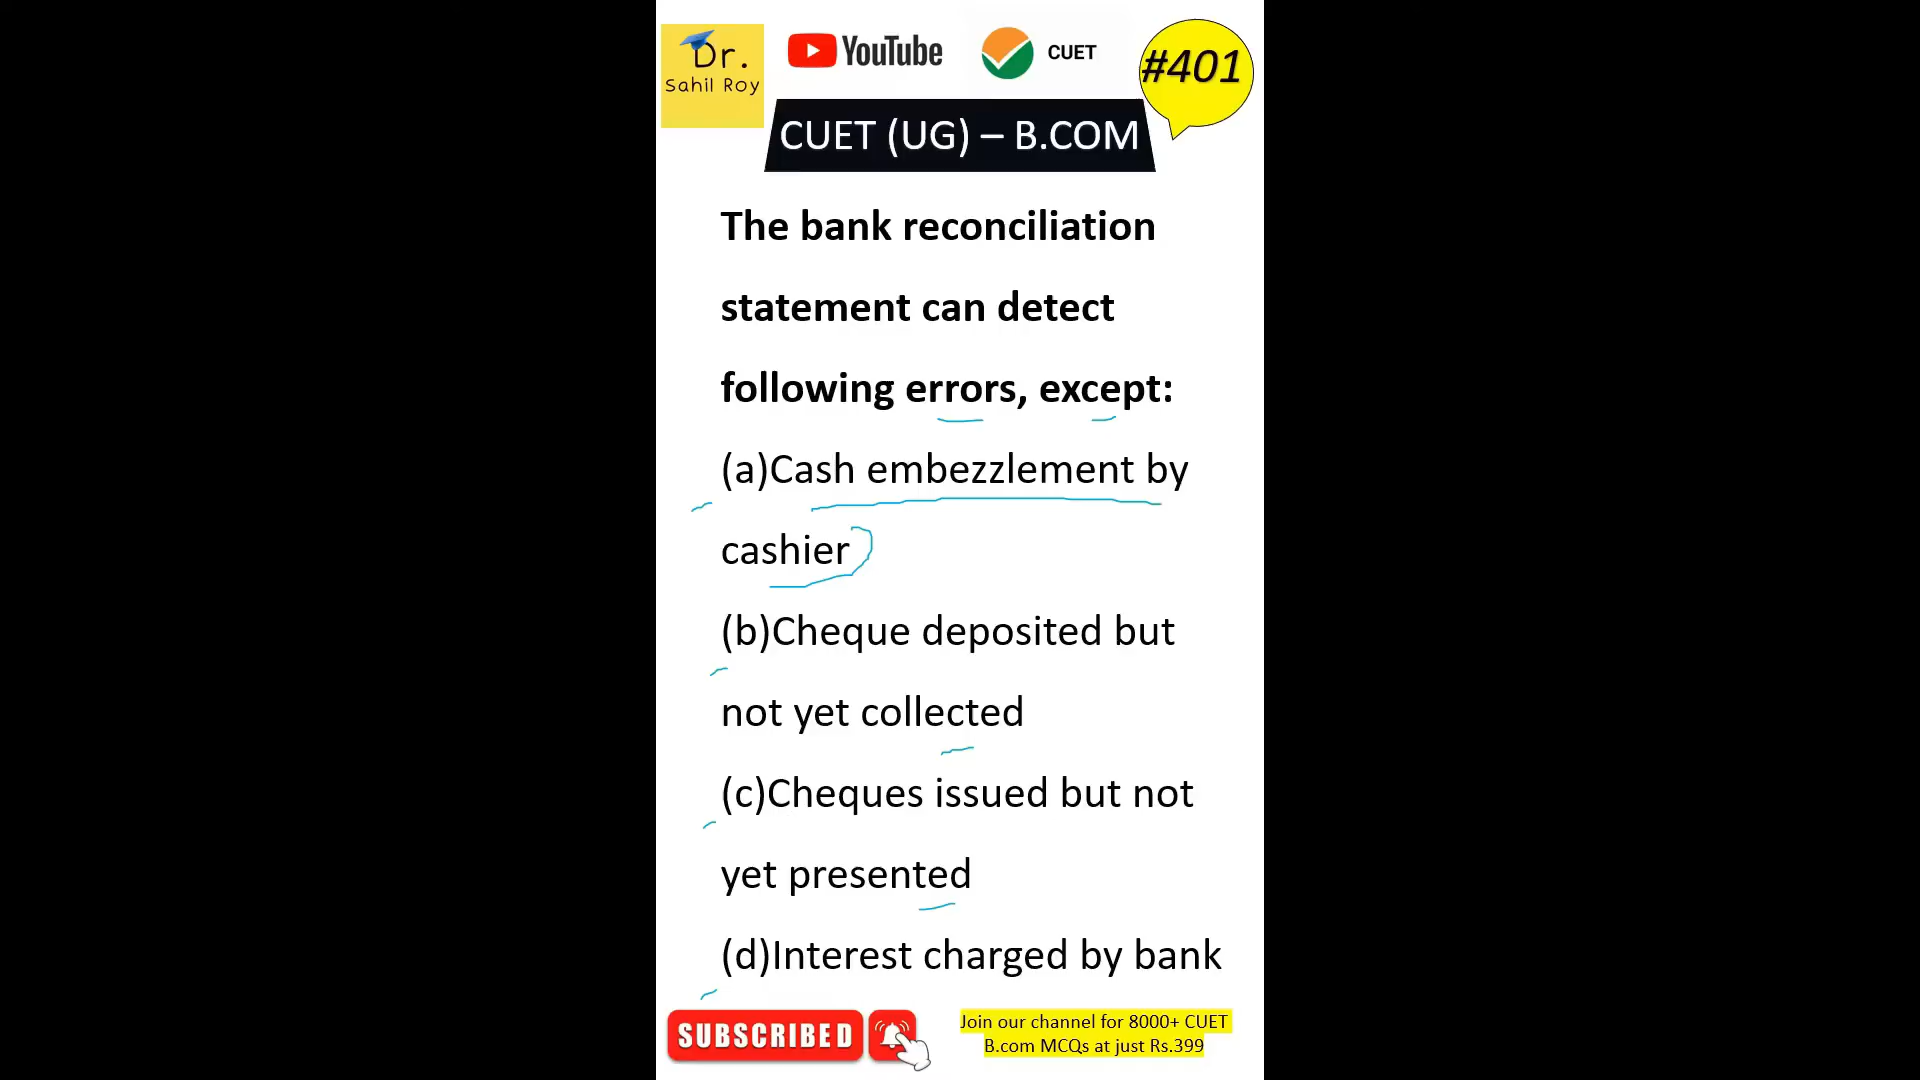 Dr.
Sahil Roy
YouTube
CUET
#401
CUET (UG) – B.COM
The bank reconciliation
statement can detect
following errors, except:
(a)Cash embezzlement by
cashier
(b)Cheque deposited but
not yet collected
(c)Cheques issued but not
yet presented
(d)Interest charged by bank
SUBSCRIBED
Join our channel for 8000+ CUET
B.com MCQs at just Rs.399